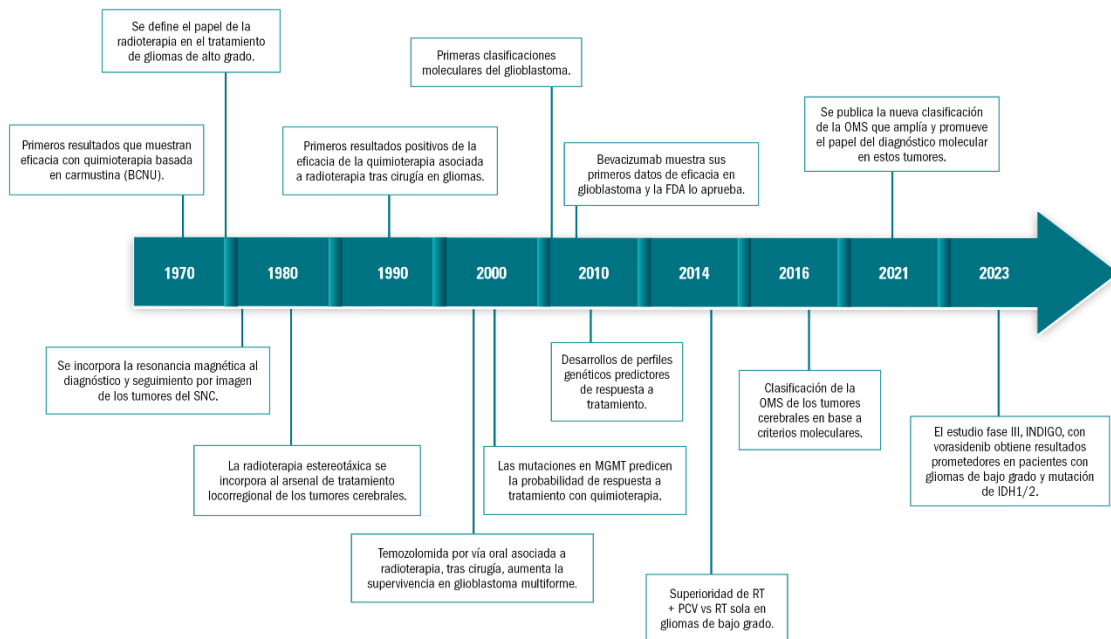 Se define el papel de la
radioterapia en el tratamiento
de gliomas de alto grado.
Primeras clasificaciones
moleculares del glioblastoma.
Se publica la nueva clasificación
de la OMS que amplía y promueve
el papel del diagnóstico molecular
en estos tumores.
Primeros resultados que muestran
eficacia con quimioterapia basada
en carmustina (BCNU).
Primeros resultados positivos de la
eficacia de la quimioterapia asociada
a radioterapia tras cirugía en gliomas.
Bevacizumab muestra sus
primeros datos de eficacia en
glioblastoma y la FDA lo aprueba.
1970
1980
1990
2000
2010
2014
2016
2021
2023
Se incorpora la resonancia magnética al
diagnóstico y seguimiento por imagen
de los tumores del SNC.
Desarrollos de perfiles
genéticos predictores
de respuesta a
tratamiento.
Clasificación de la
OMS de los tumores
cerebrales en base a
criterios moleculares.
El estudio fase III, INDIGO, con
vorasidenib obtiene resultados
prometedores en pacientes con
gliomas de bajo grado y mutación
de IDH1/2.
La radioterapia estereotáxica se
incorpora al arsenal de tratamiento
locorregional de los tumores cerebrales.
Las mutaciones en MGMT predicen
la probabilidad de respuesta a
tratamiento con quimioterapia.
Temozolomida por vía oral asociada a
radioterapia, tras cirugía, aumenta la
supervivencia en glioblastoma multiforme.
Superioridad de RT
+ PCV vs RT sola en
gliomas de bajo grado.